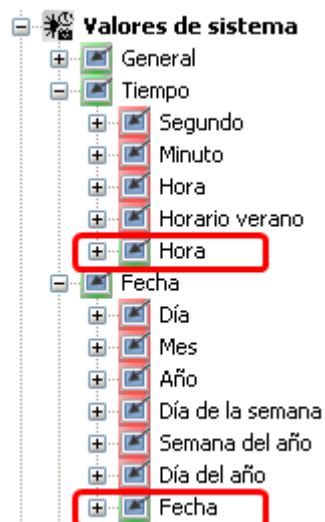 Valores de sistema
General
Tiempo
Segundo
Minuto
Hora
Horario verano
Hora
Fecha
Día
Mes
Año
Día de la semana
Semana del año
Día del año
Fecha